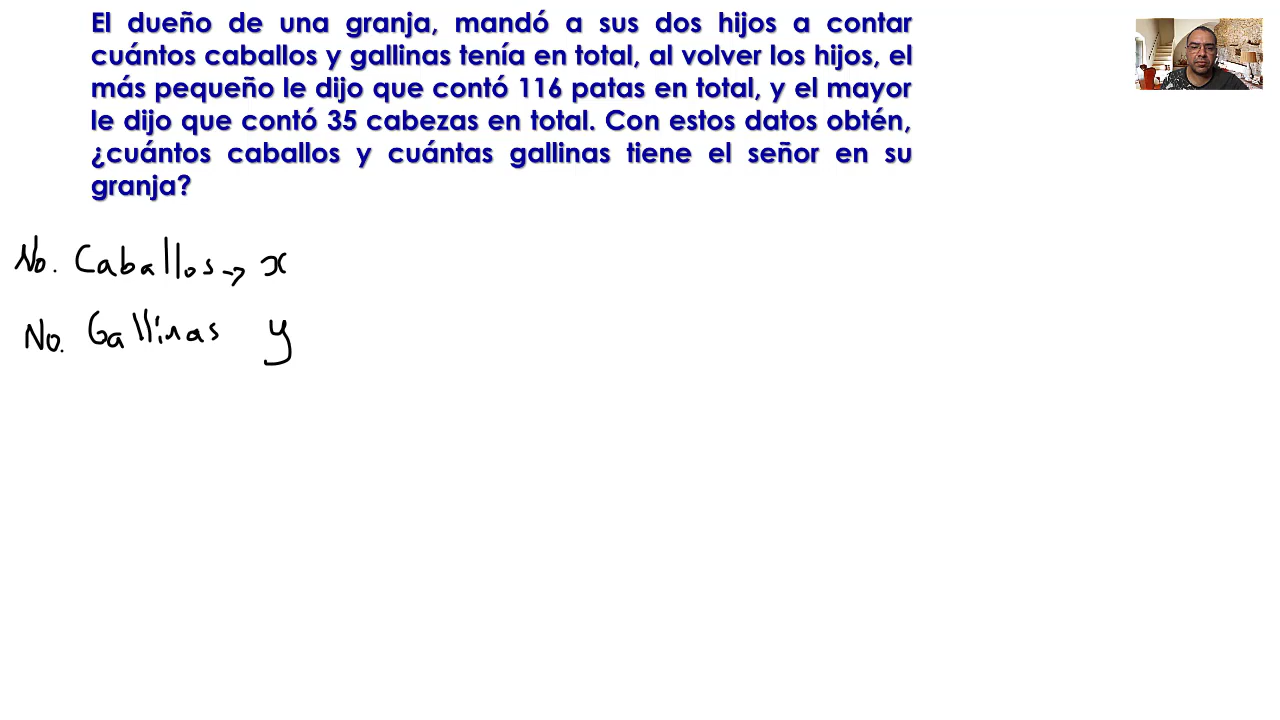 El dueño de una granja, mandó a sus dos hijos a contar
cuántos caballos y gallinas tenía en total, al volver los hijos, el
más pequeño le dijo que contó 116 patas en total, y el mayor
le dijo que contó 35 cabezas en total. Con estos datos obtén,
¿cuántos caballos y cuántas gallinas tiene el señor en su
granja?
No. Caballos → x
No. Gallinas y